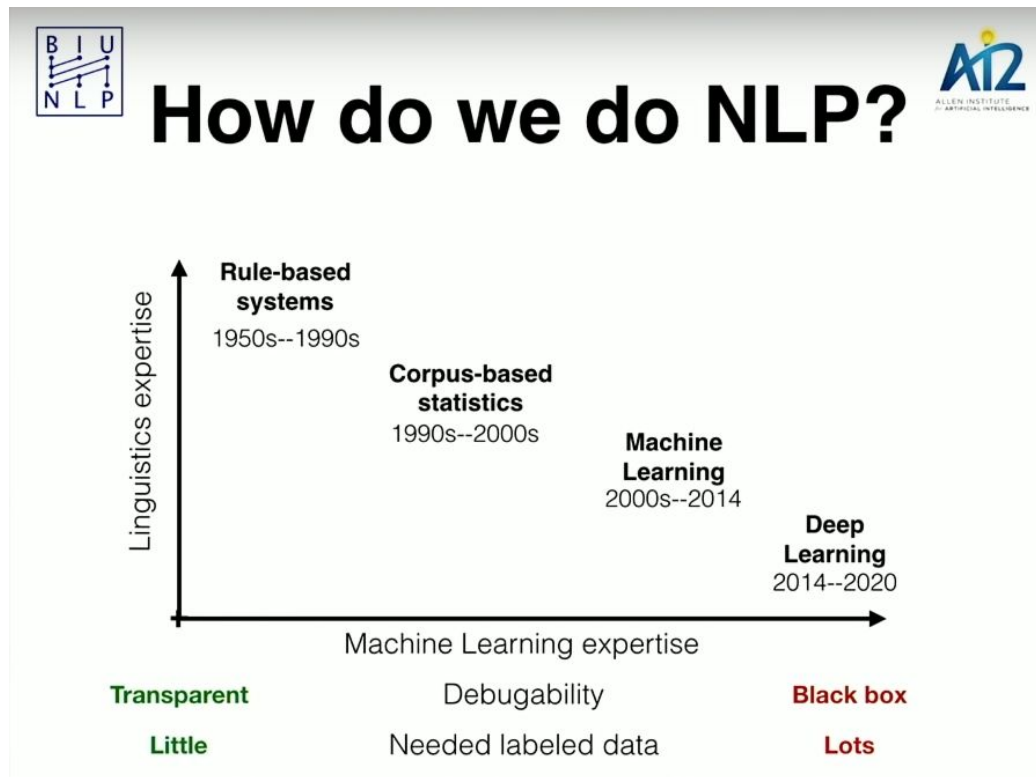 B I U
N L P
How do we do NLP?
Ai2
ALLEN INSTITUTE
for ARTIFICIAL INTELLIGENCE
Linguistics expertise
Rule-based
systems
1950s--1990s
Corpus-based
statistics
1990s--2000s
Machine
Learning
2000s--2014
Deep
Learning
2014--2020
Machine Learning expertise
Transparent Debugability Black box
Little Needed labeled data Lots